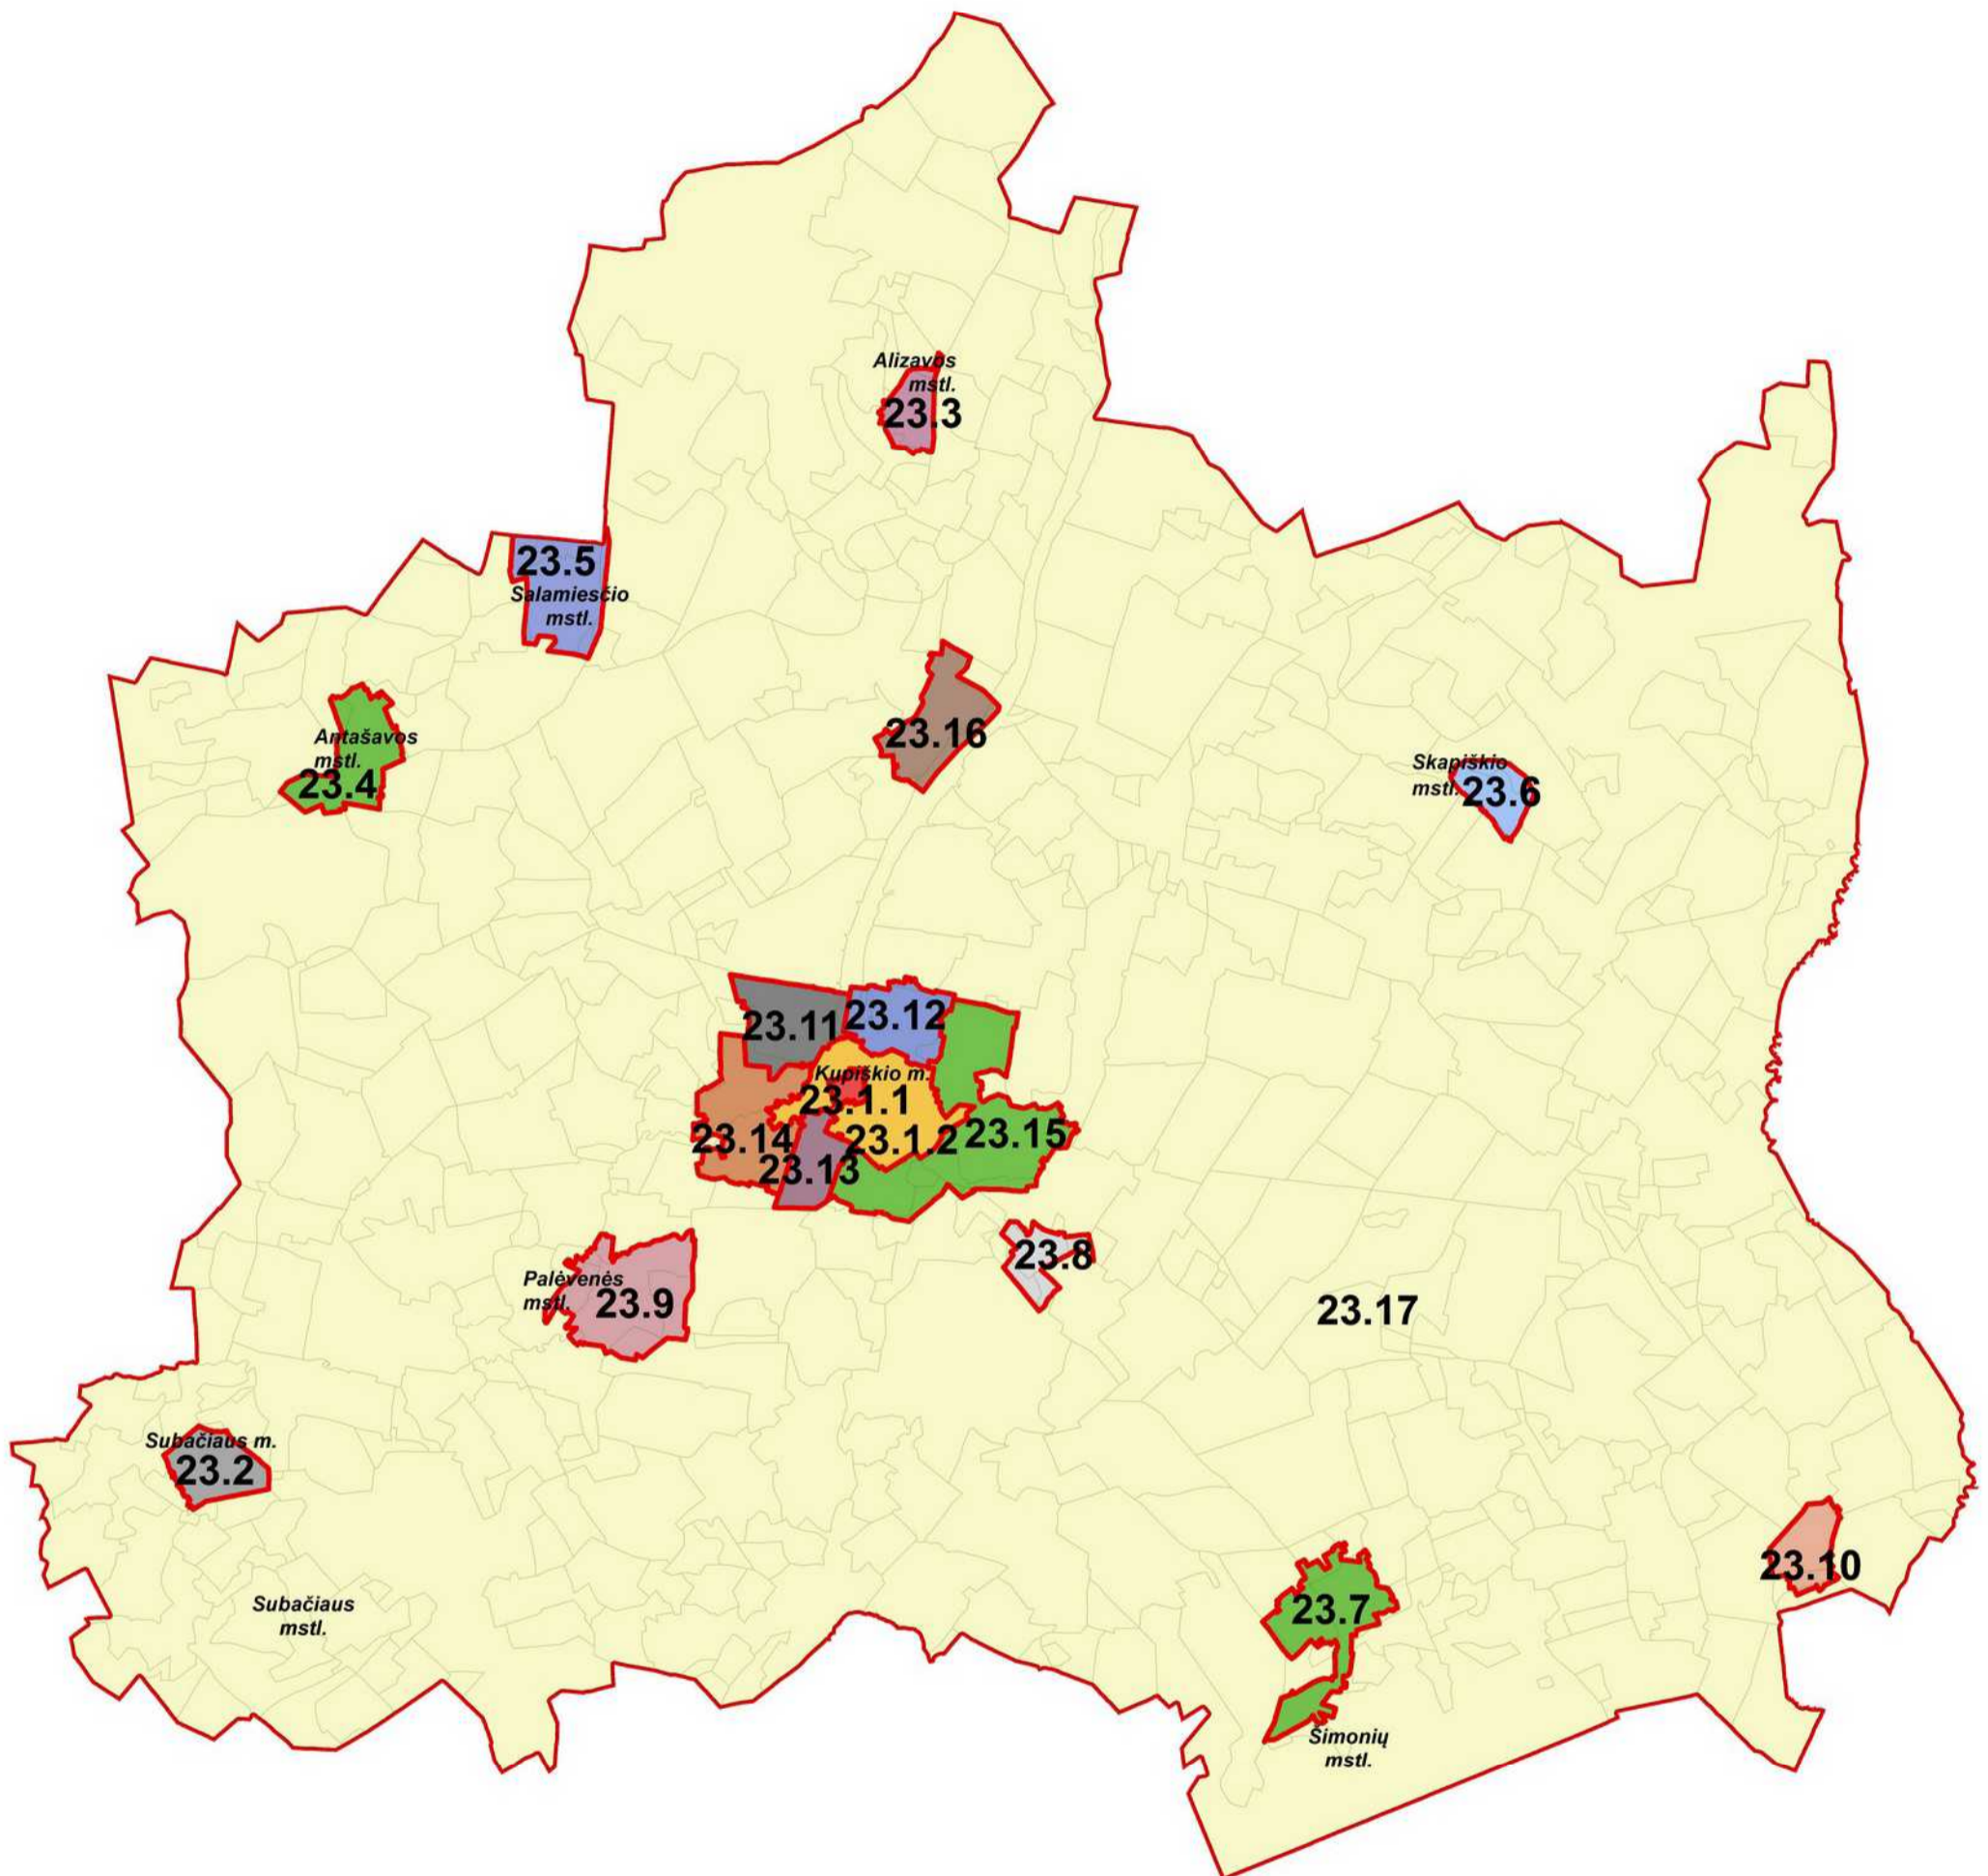 Alizavos
mstl.
23.3
23.5
Salamiesčio
mstl.
23.16
Antašavos
mstl.
23.4
Skapiškio
mstl.
23.6
23.11
23.12
Kupiškio m.
23.1.1
23.14
23.1.2
23.15
23.13
23.8
Palėvenės
mstl.
23.9
23.17
Subačiaus m.
23.2
23.10
Subačiaus
mstl.
23.7
Šimonių
mstl.